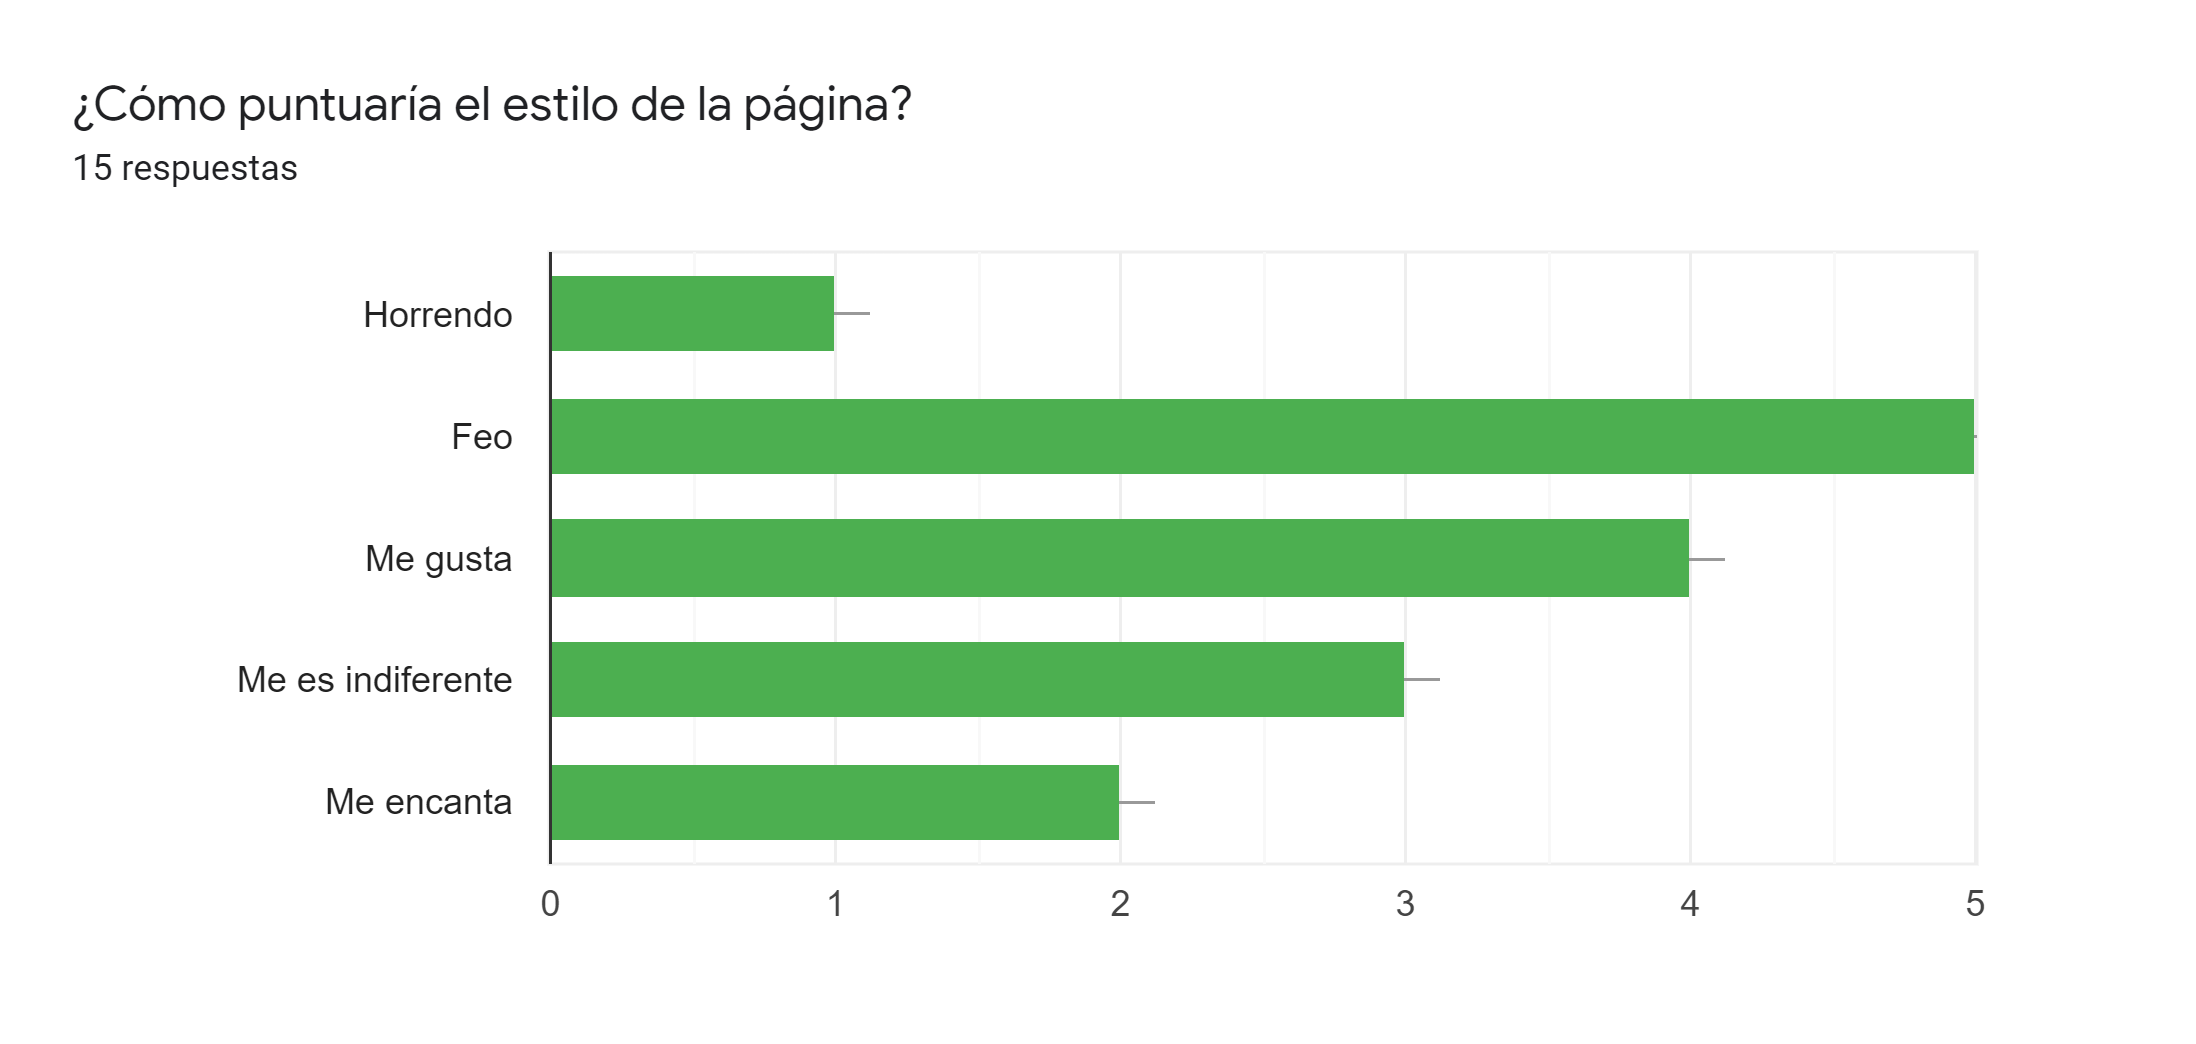 ¿Cómo puntuaría el estilo de la página?
15 respuestas
Horrendo
Feo
Me gusta
Me es indiferente
Me encanta
0 1 2 3 4 5